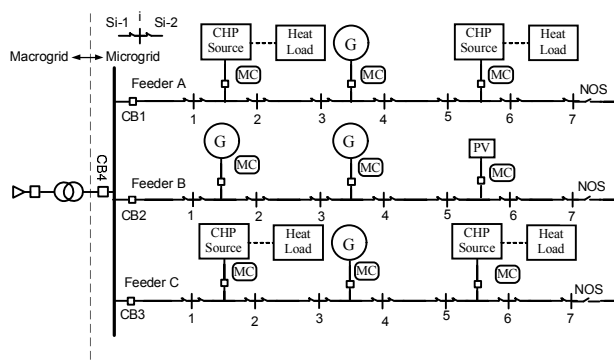 Si-1 i Si-2
Macrogrid Microgrid
CHP Source
Heat Load
G
CHP Source
Heat Load
MC
MC
MC
Feeder A
NOS
CB1
1 2 3 4 5 6 7
CB4
G
G
PV
MC
MC
MC
Feeder B
NOS
CB2
1 2 3 4 5 6 7
CHP Source
Heat Load
G
CHP Source
Heat Load
MC
MC
MC
Feeder C
NOS
CB3
1 2 3 4 5 6 7